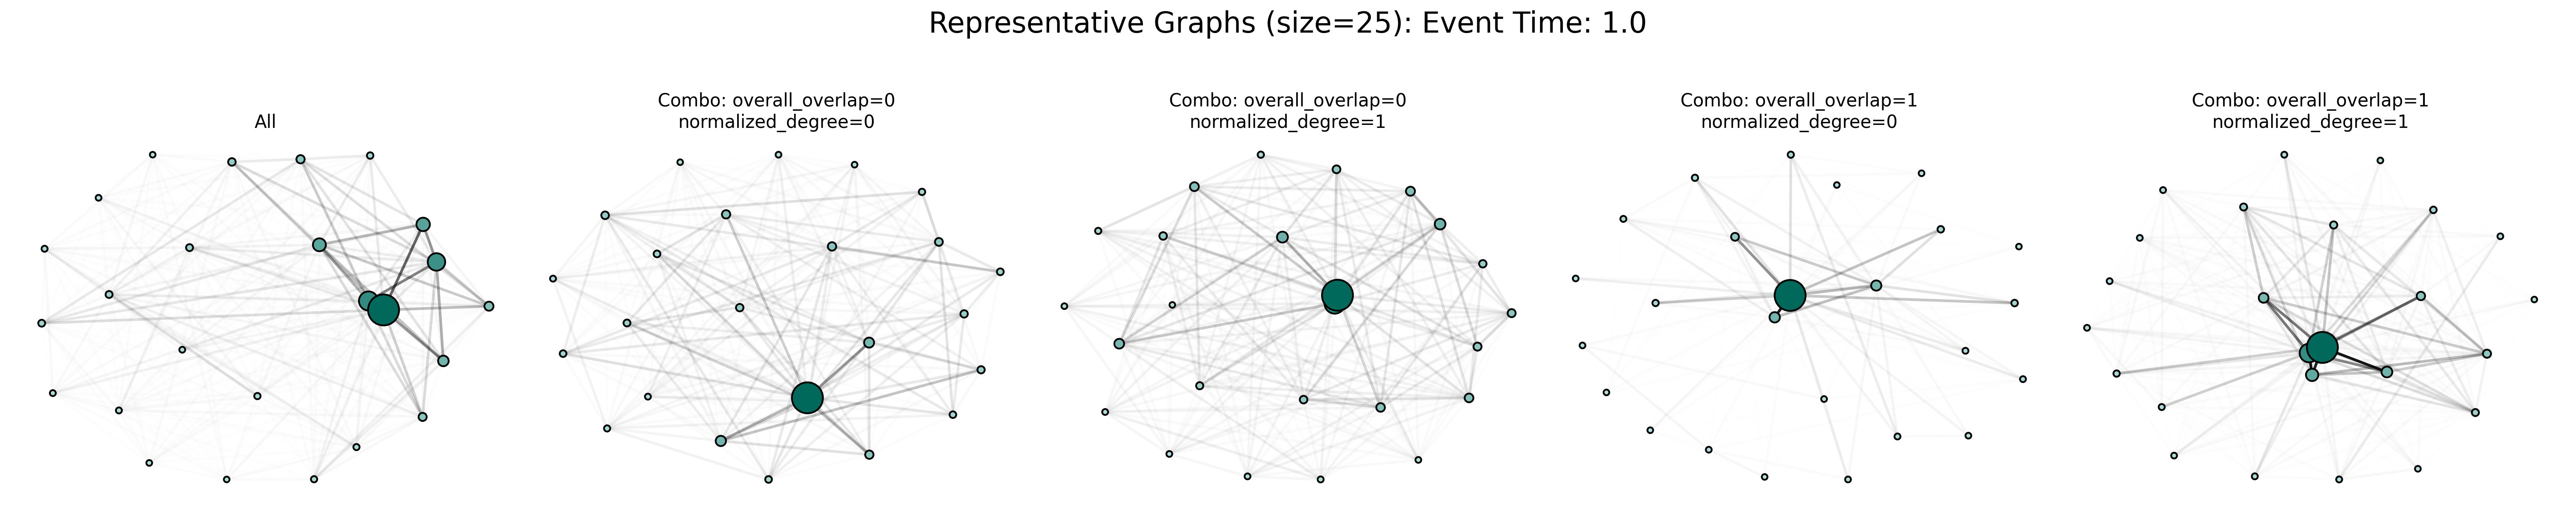 Representative Graphs (size=25): Event Time: 1.0
All
Combo: overall_overlap=0
normalized_degree=0
Combo: overall_overlap=0
normalized_degree=1
Combo: overall_overlap=1
normalized_degree=0
Combo: overall_overlap=1
normalized_degree=1